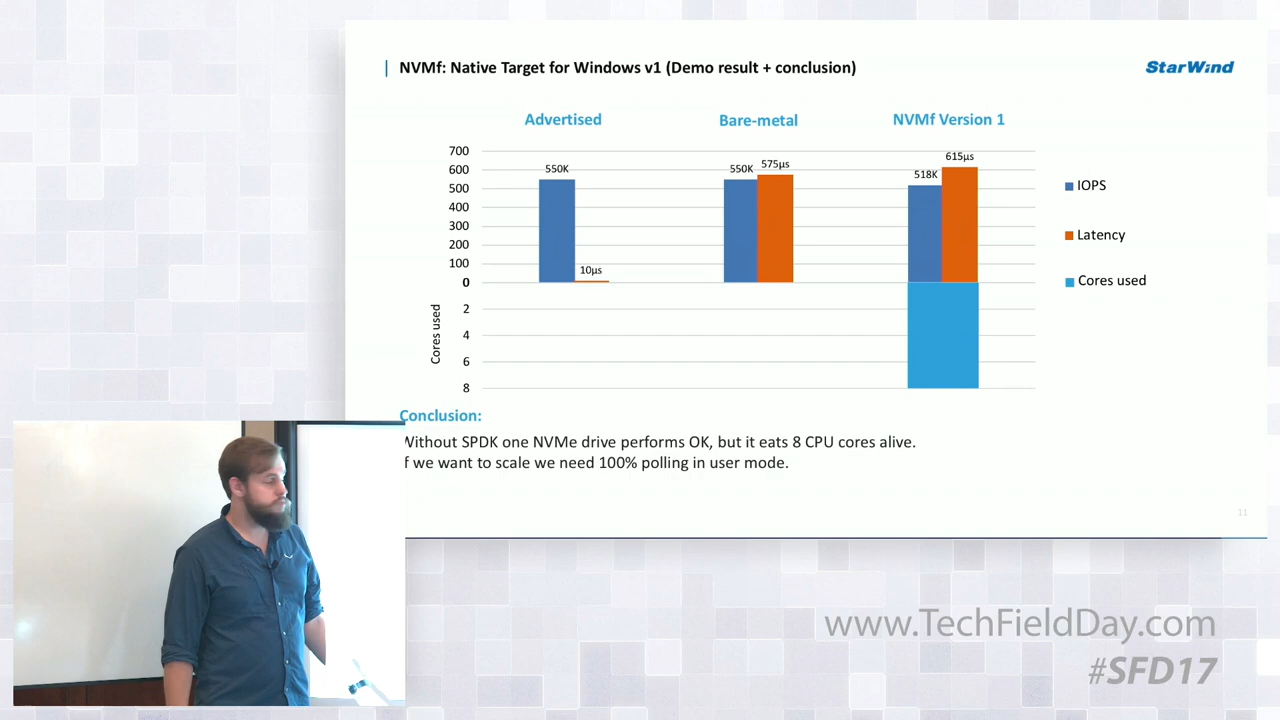 NVMf: Native Target for Windows v1 (Demo result + conclusion)
StarWind
Advertised
Bare-metal
NVMf Version 1
700
600
500
400
300
200
100
0
2
4
6
8
Cores used
550K
10µs
550K
575µs
518K
615µs
IOPS
Latency
Cores used
Conclusion:
Without SPDK one NVMe drive performs OK, but it eats 8 CPU cores alive.
f we want to scale we need 100% polling in user mode.
11
www.TechFieldDay.com
#SFD17